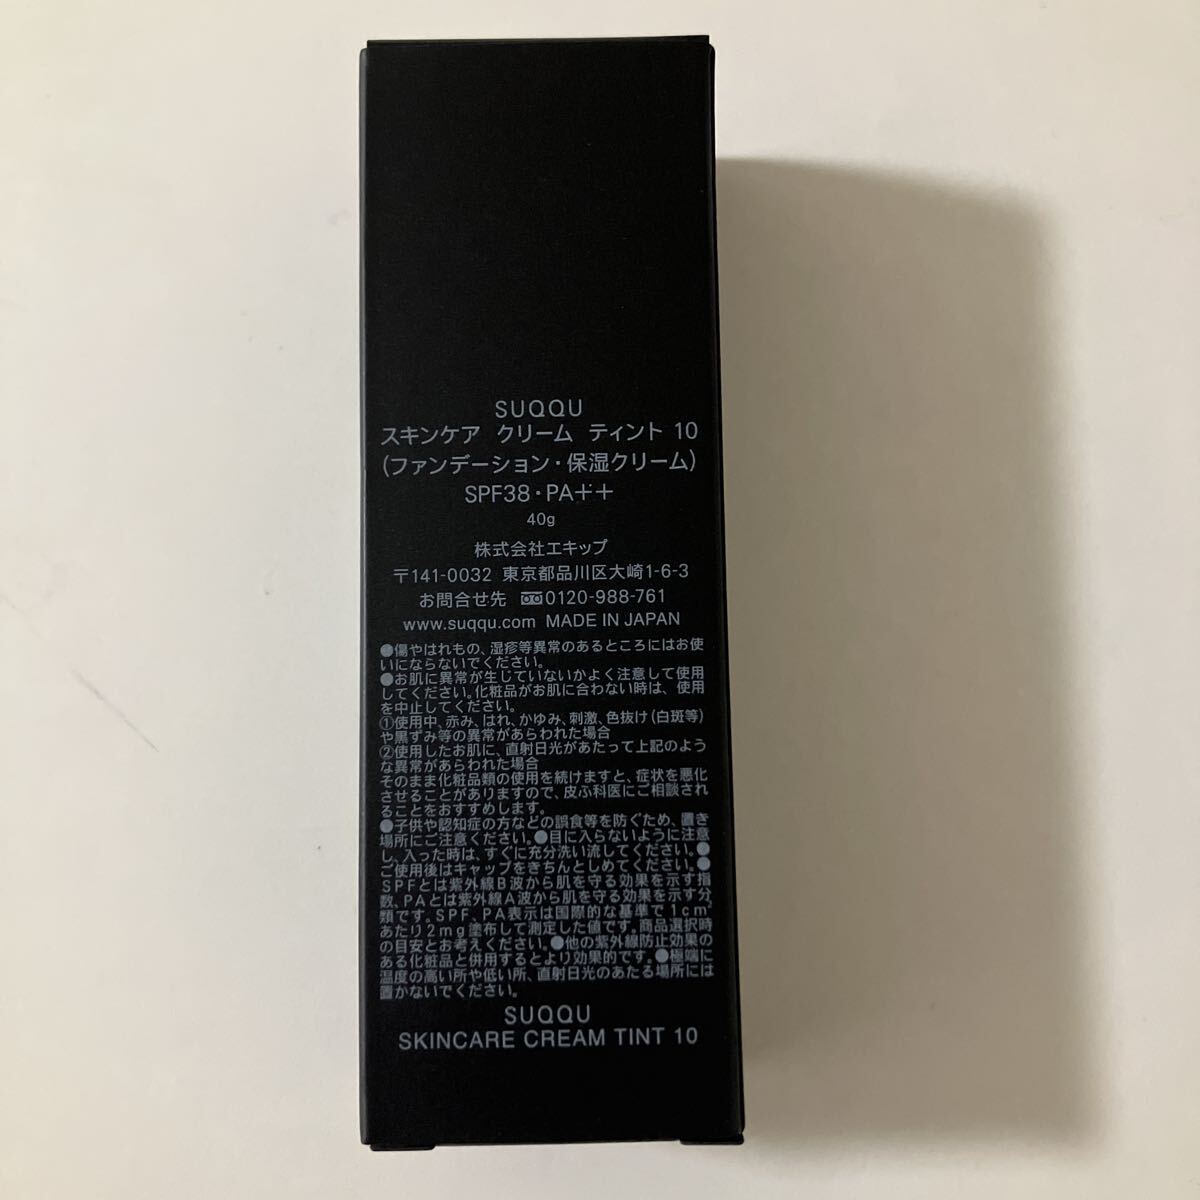 SUQQU
スキンケア クリーム ティント 10
(ファンデーション・保湿クリーム)
SPF38・PA++
40g
株式会社エキップ
〒141-0032 東京都品川区大崎1-6-3
お問合せ先 0120-988-761
www.suqqu.com MADE IN JAPAN
●傷やはれもの、湿疹等異常のあるところにはお使
いにならないでください。
●お肌に異常が生じていないかよく注意して使用
してください。化粧品がお肌に合わない時は、使用
を中止してください。
①使用中、赤み、はれ、かゆみ、刺激、色抜け(白斑等)
や黒ずみ等の異常があらわれた場合
②使用したお肌に、直射日光があたって上記のよう
な異常があらわれた場合
そのまま化粧品類の使用を続けますと、症状を悪化
させることがありますので、皮ふ科医にご相談され
ることをおすすめします。
●子供や認知症の方などの誤食等を防ぐため、置き
場所にご注意ください。●目に入らないように注意
し、入った時は、すぐに充分洗い流してください。●
ご使用後はキャップをきちんとしめてください。●
SPFとは紫外線B波から肌を守る効果を示す指
数、PAとは紫外線A波から肌を守る効果を示す分
類です。SPF、PA表示は国際的な基準で1c㎡
あたり2mg塗布して測定した値です。商品選択時
の目安とお考えください。●他の紫外線防止効果の
ある化粧品と併用するとより効果的です。●極端に
温度の高い所や低い所、直射日光のあたる場所には
置かないでください。
SUQQU
SKINCARE CREAM TINT 10